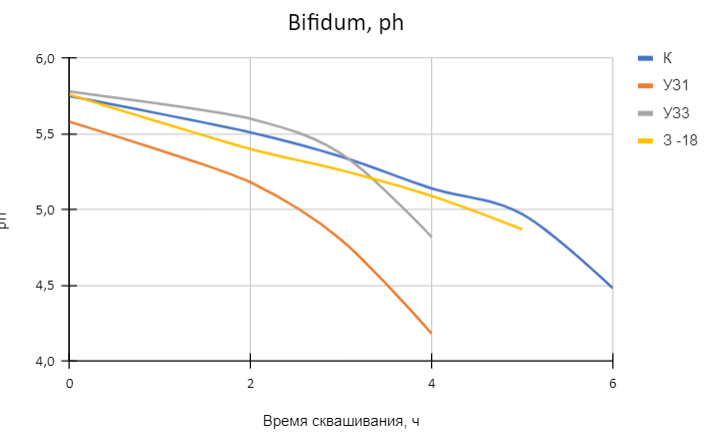 Bifidum, ph
6,0
5,5
5,0
4,5
4,0
0
2
4
6
Время сквашивания, ч
ph
К
УЗ1
УЗ3
З -18